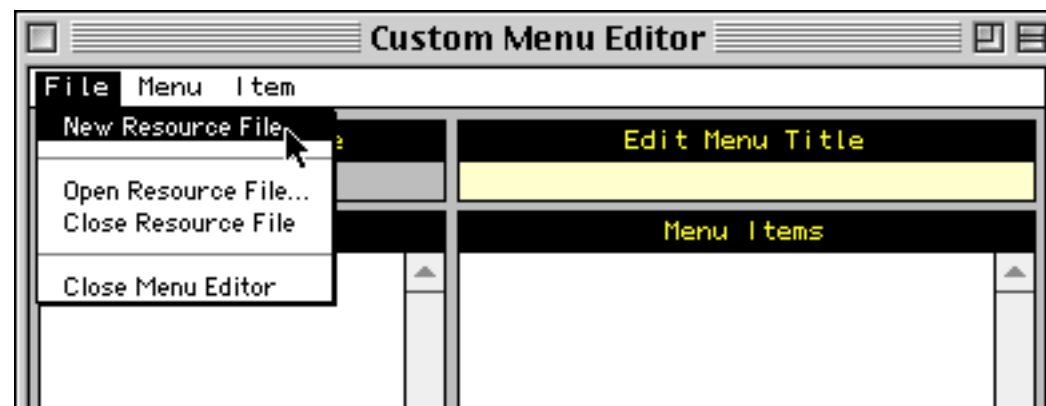 Custom Menu Editor
File Menu Item
New Resource File
Edit Menu Title
Open Resource File...
Close Resource File
Menu Items
Close Menu Editor